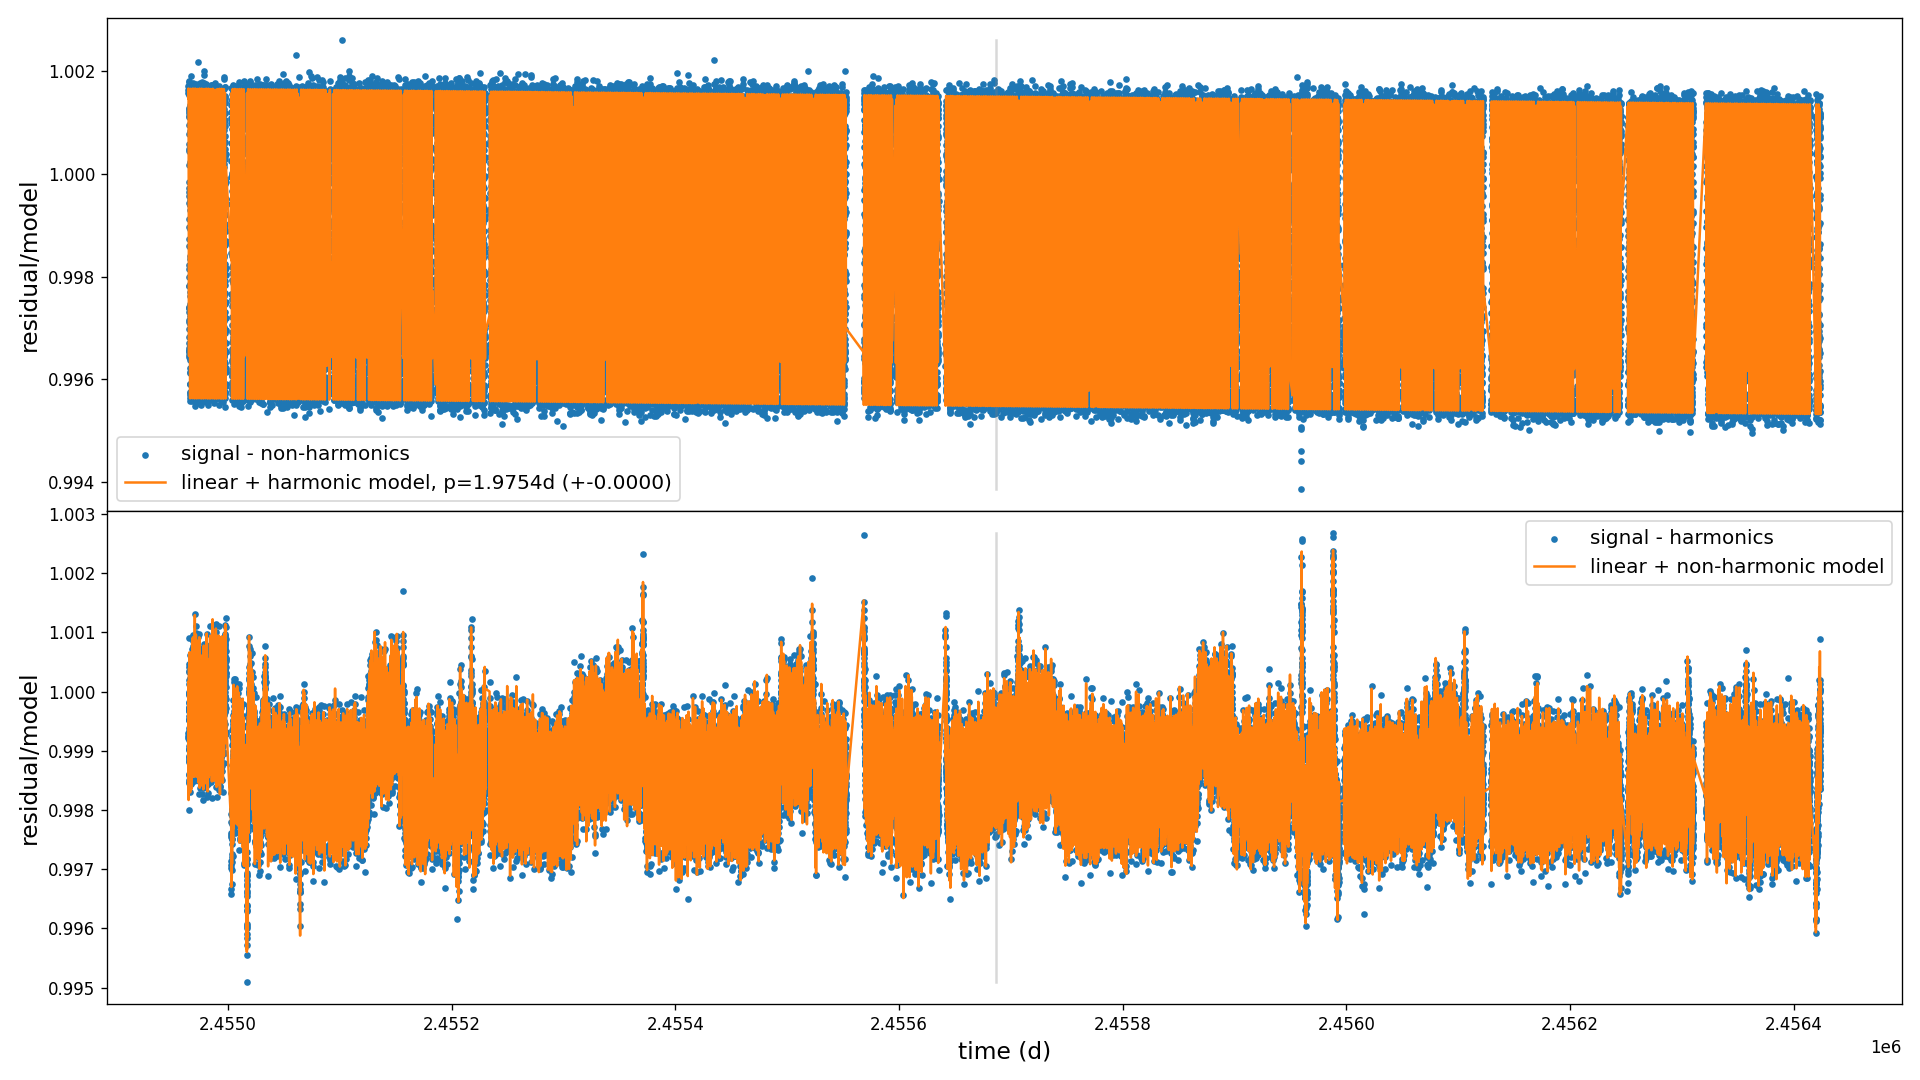 1.002
1.000
0.998
0.996
0.994
residual/model
signal - non-harmonics
linear + harmonic model, p=1.9754d (+-0.0000)
1.003
1.002
1.001
1.000
0.999
0.998
0.997
0.996
0.995
residual/model
signal - harmonics
linear + non-harmonic model
2.4550 2.4552 2.4554 2.4556 2.4558 2.4560 2.4562 2.4564
time (d)
1e6